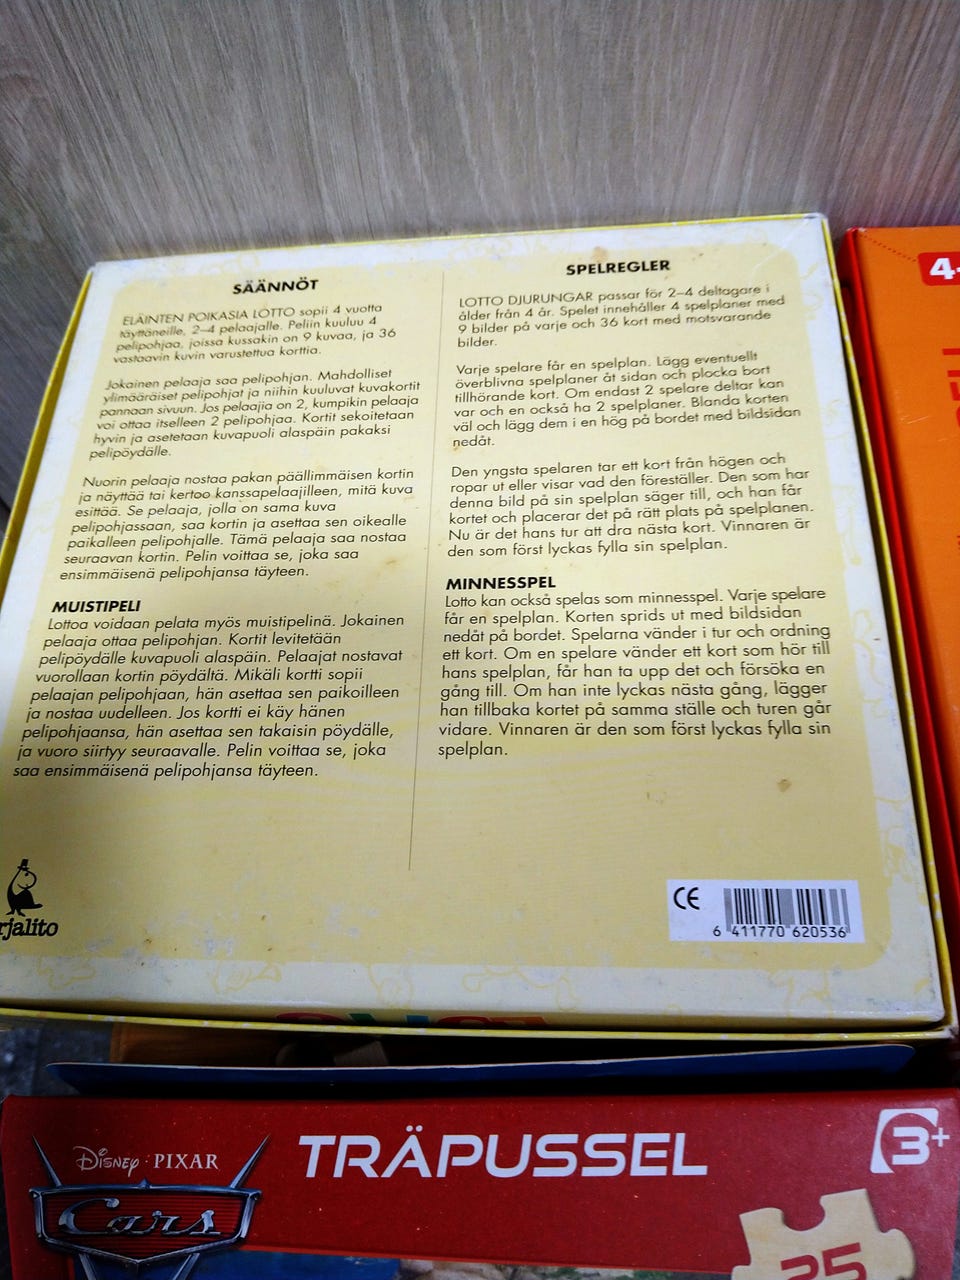 SÄÄNNÖT
ELÄINTEN POIKASIA LOTTO sopii 4 vuotta
täyttäneille, 2–4 pelaajalle. Peliin kuuluu 4
pelipohjaa, joissa kussakin on 9 kuvaa, ja 36
vastaavin kuvin varustettua korttia.
Jokainen pelaaja saa pelipohjan. Mahdolliset
ylimääräiset pelipohjat ja niihin kuuluvat kuvakortit
pannaan sivuun. Jos pelaajia on 2, kumpikin pelaaja
voi ottaa itselleen 2 pelipohjaa. Kortit sekoitetaan
hyvin ja asetetaan kuvapuoli alaspäin pakaksi
pelipöydälle.
Nuorin pelaaja nostaa pakan päällimmäisen kortin
ja näyttää tai kertoo kanssapelaajilleen, mitä kuva
esittää. Se pelaaja, jolla on sama kuva
pelipohjassaan, saa kortin ja asettaa sen oikealle
paikalleen pelipohjalle. Tämä pelaaja saa nostaa
seuraavan kortin. Pelin voittaa se, joka saa
ensimmäisenä pelipohjansa täyteen.
MUISTIPELI
Lottoa voidaan pelata myös muistipelinä. Jokainen
pelaaja ottaa pelipohjan. Kortit levitetään
pelipöydälle kuvapuoli alaspäin. Pelaajat nostavat
vuorollaan kortin pöydältä. Mikäli kortti sopii
pelaajan pelipohjaan, hän asettaa sen paikoilleen
ja nostaa uudelleen. Jos kortti ei käy hänen
pelipohjaansa, hän asettaa sen takaisin pöydälle,
ja vuoro siirtyy seuraavalle. Pelin voittaa se, joka
saa ensimmäisenä pelipohjansa täyteen.
SPELREGLER
LOTTO DJURUNGAR passar för 2–4 deltagare i
ålder från 4 år. Spelet innehåller 4 spelplaner med
9 bilder på varje och 36 kort med motsvarande
bilder.
Varje spelare får en spelplan. Lägg eventuellt
överblivna spelplaner åt sidan och plocka bort
tillhörande kort. Om endast 2 spelare deltar kan
var och en också ha 2 spelplaner. Blanda korten
väl och lägg dem i en hög på bordet med bildsidan
nedåt.
Den yngsta spelaren tar ett kort från högen och
ropar ut eller visar vad den föreställer. Den som har
denna bild på sin spelplan säger till, och han får
kortet och placerar det på rätt plats på spelplanen.
Nu är det hans tur att dra nästa kort. Vinnaren är
den som först lyckas fylla sin spelplan.
MINNESSPEL
Lotto kan också spelas som minnesspel. Varje spelare
får en spelplan. Korten sprids ut med bildsidan
nedåt på bordet. Spelarna vänder i tur och ordning
ett kort. Om en spelare vänder ett kort som hör till
hans spelplan, får han ta upp det och försöka en
gång till. Om han inte lyckas nästa gång, lägger
han tillbaka kortet på samma ställe och turen går
vidare. Vinnaren är den som först lyckas fylla sin
spelplan.
rjalito
CE
6 411770 620536
4-
DISNEY · PIXAR
Cars
TRÄPUSSEL
3+
25